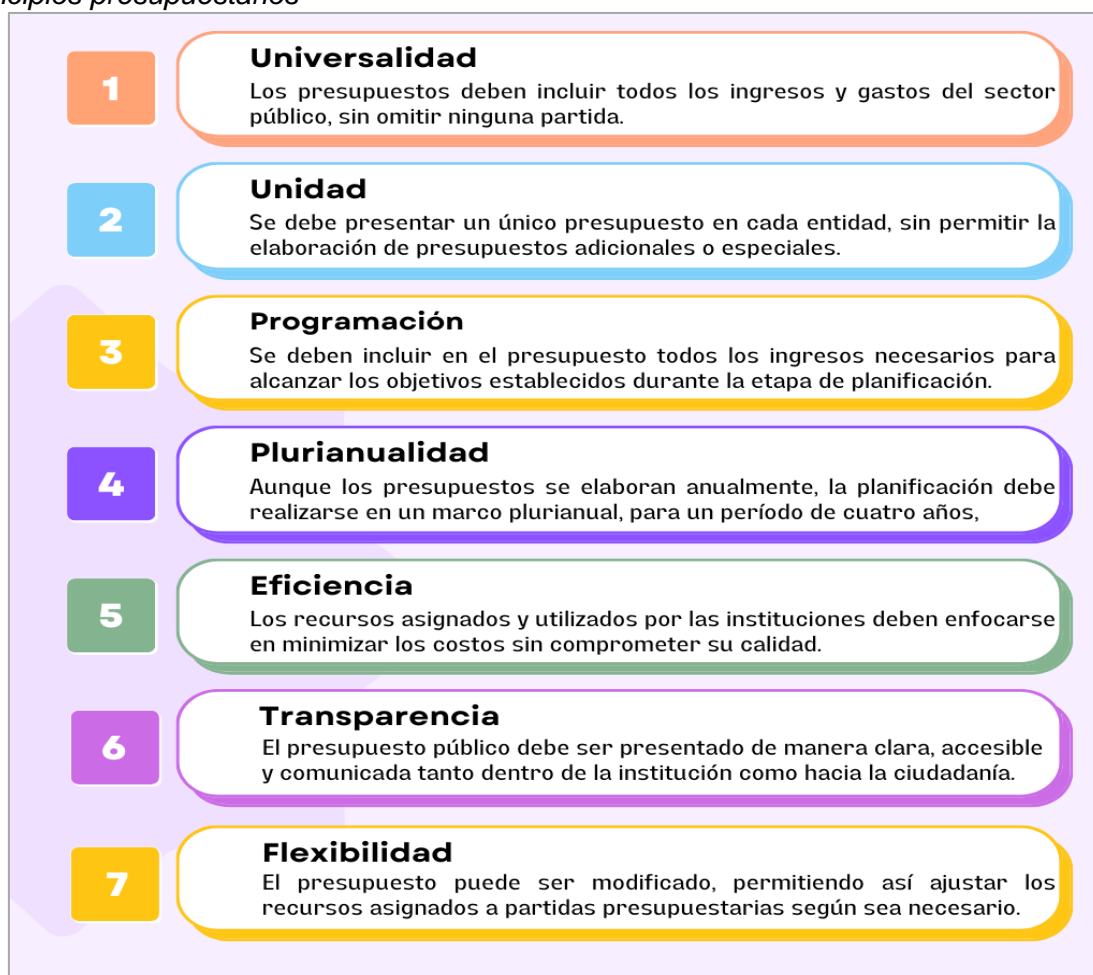 cipios presupuestarios
1
Universalidad
Los presupuestos deben incluir todos los ingresos y gastos del sector
público, sin omitir ninguna partida.
2
Unidad
Se debe presentar un único presupuesto en cada entidad, sin permitir la
elaboración de presupuestos adicionales o especiales.
3
Programación
Se deben incluir en el presupuesto todos los ingresos necesarios para
alcanzar los objetivos establecidos durante la etapa de planificación.
4
Plurianualidad
Aunque los presupuestos se elaboran anualmente, la planificación debe
realizarse en un marco plurianual, para un período de cuatro años,
5
Eficiencia
Los recursos asignados y utilizados por las instituciones deben enfocarse
en minimizar los costos sin comprometer su calidad.
6
Transparencia
El presupuesto público debe ser presentado de manera clara, accesible
y comunicada tanto dentro de la institución como hacia la ciudadanía.
7
Flexibilidad
El presupuesto puede ser modificado, permitiendo así ajustar los
recursos asignados a partidas presupuestarias según sea necesario.